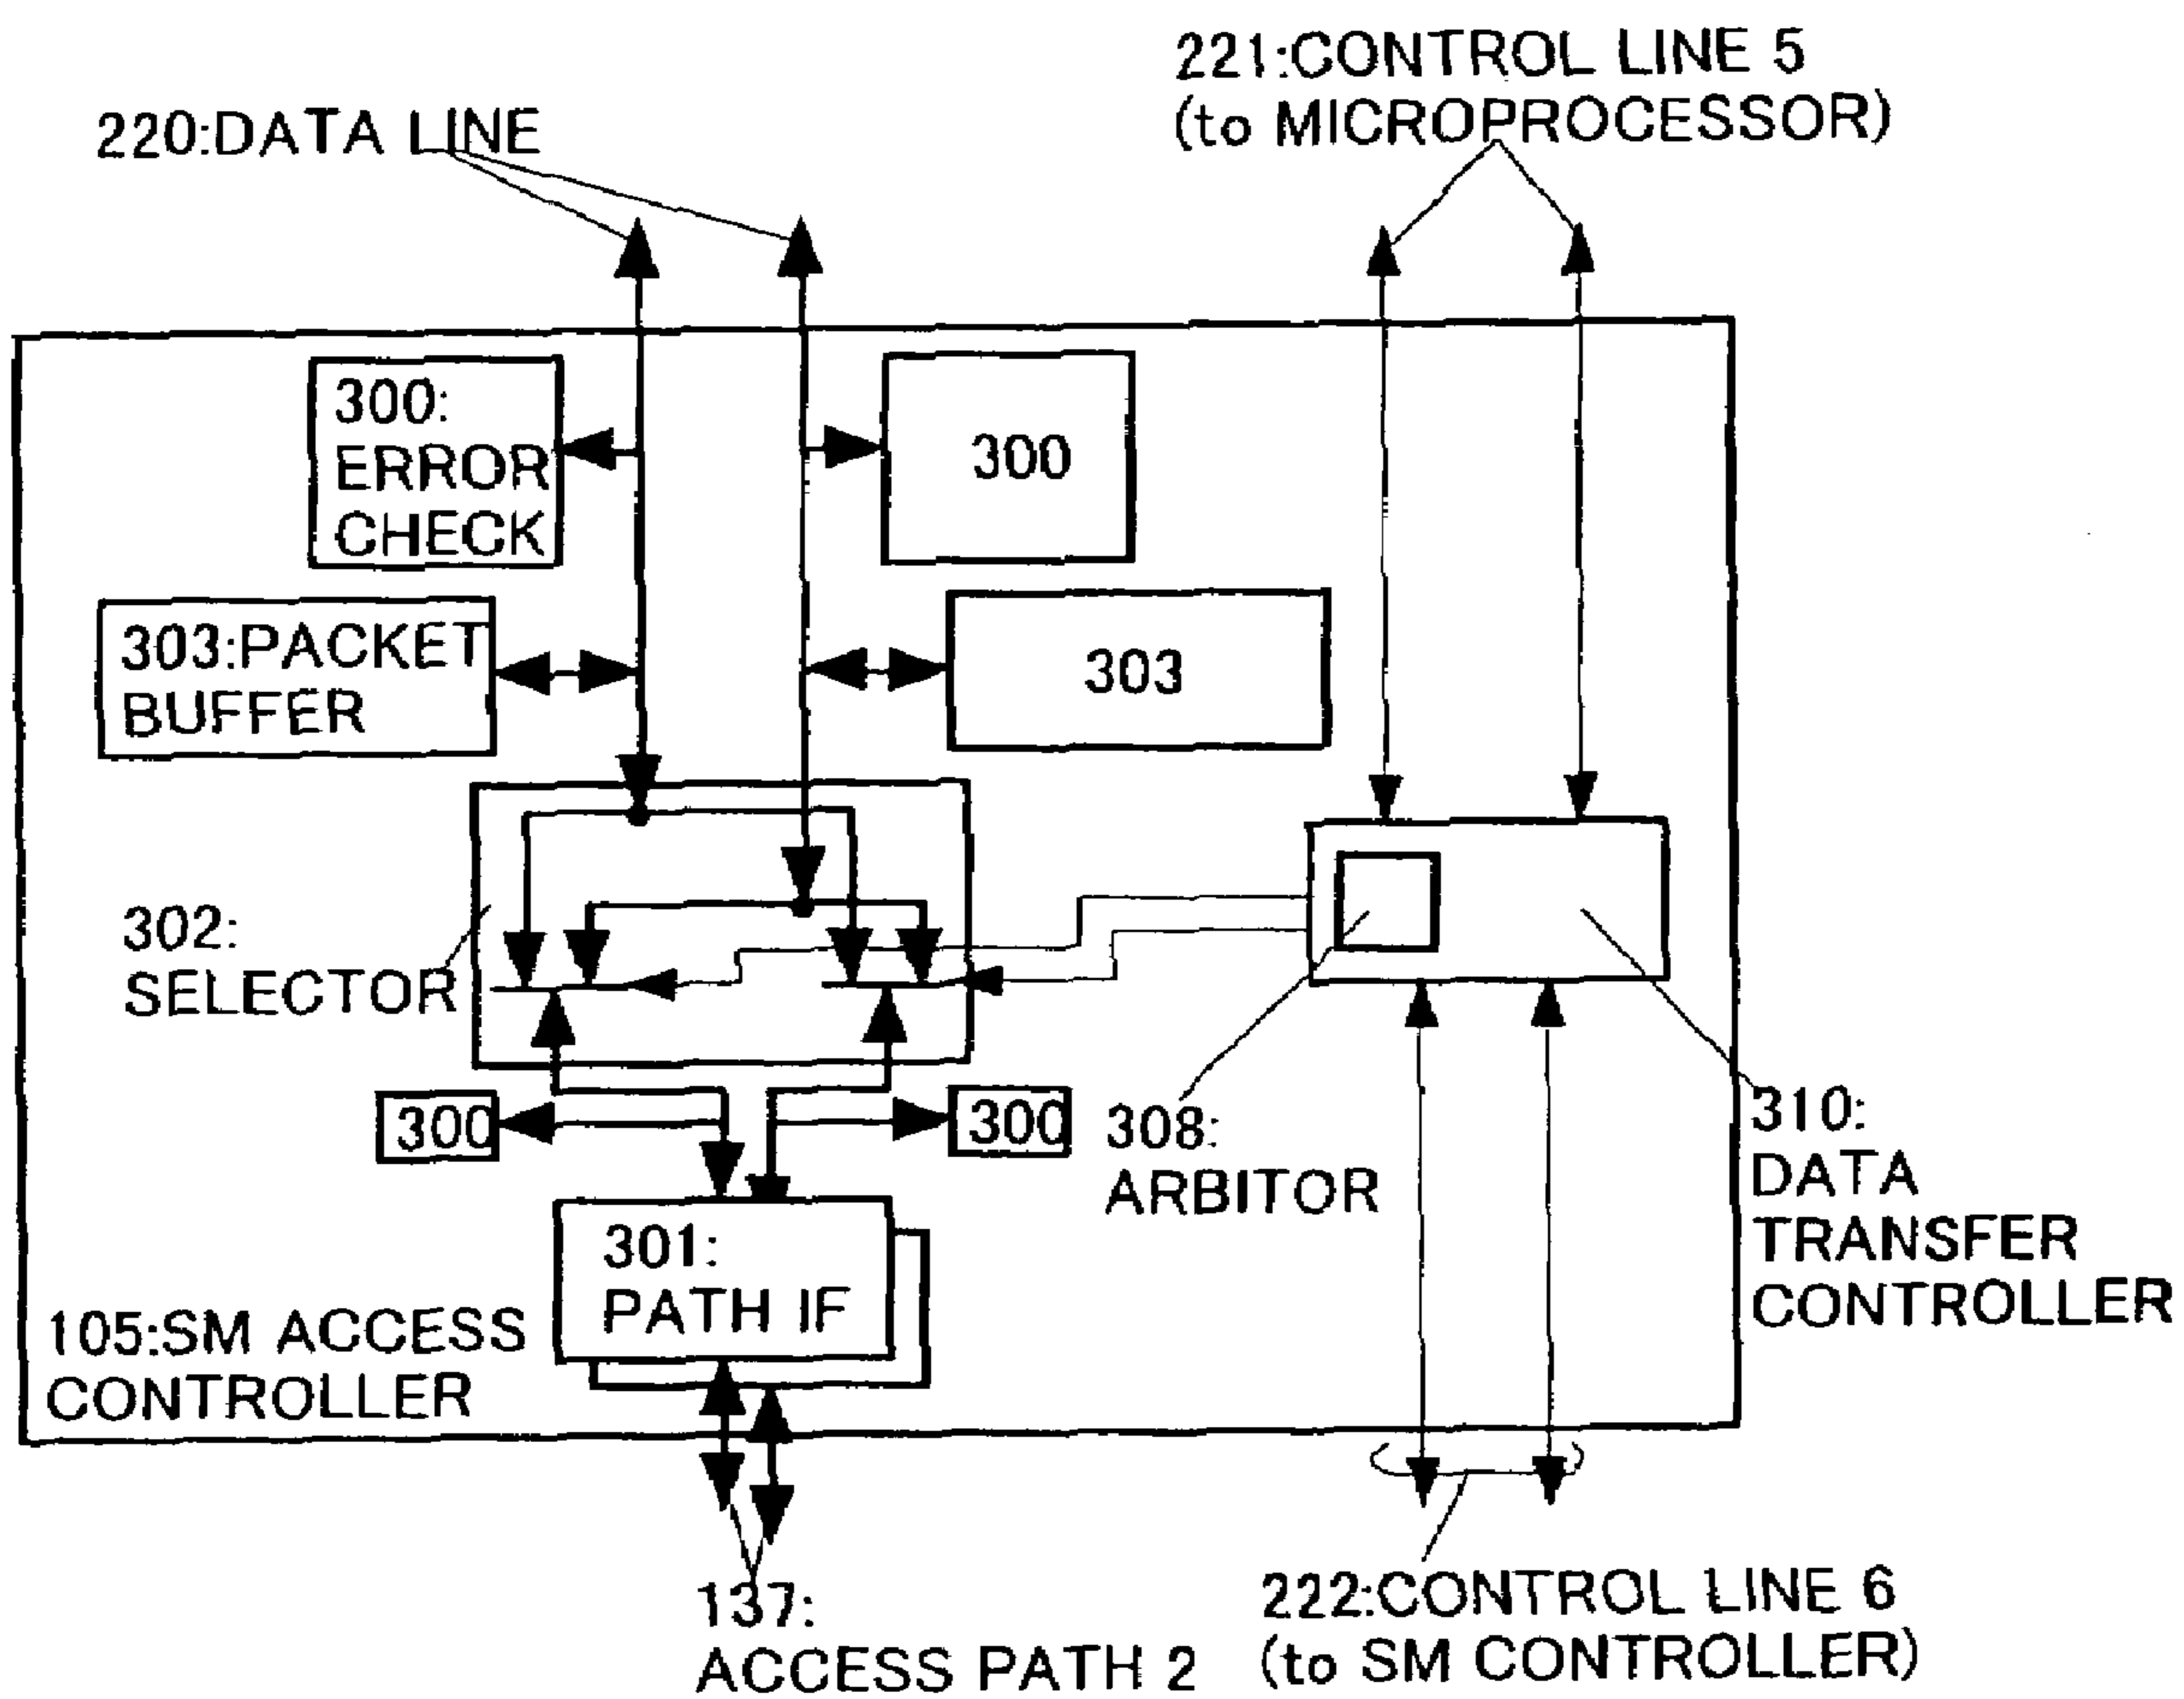 221:CONTROL LINE 5
(to MICROPROCESSOR)
220:DATA LINE
300:
ERROR
CHECK
300
303:PACKET
BUFFER
303
302:
SELECTOR
300
300
308:
ARBITOR
310:
DATA
TRANSFER
CONTROLLER
301:
PATH IF
105:SM ACCESS
CONTROLLER
137:
ACCESS PATH 2
222:CONTROL LINE 6
(to SM CONTROLLER)